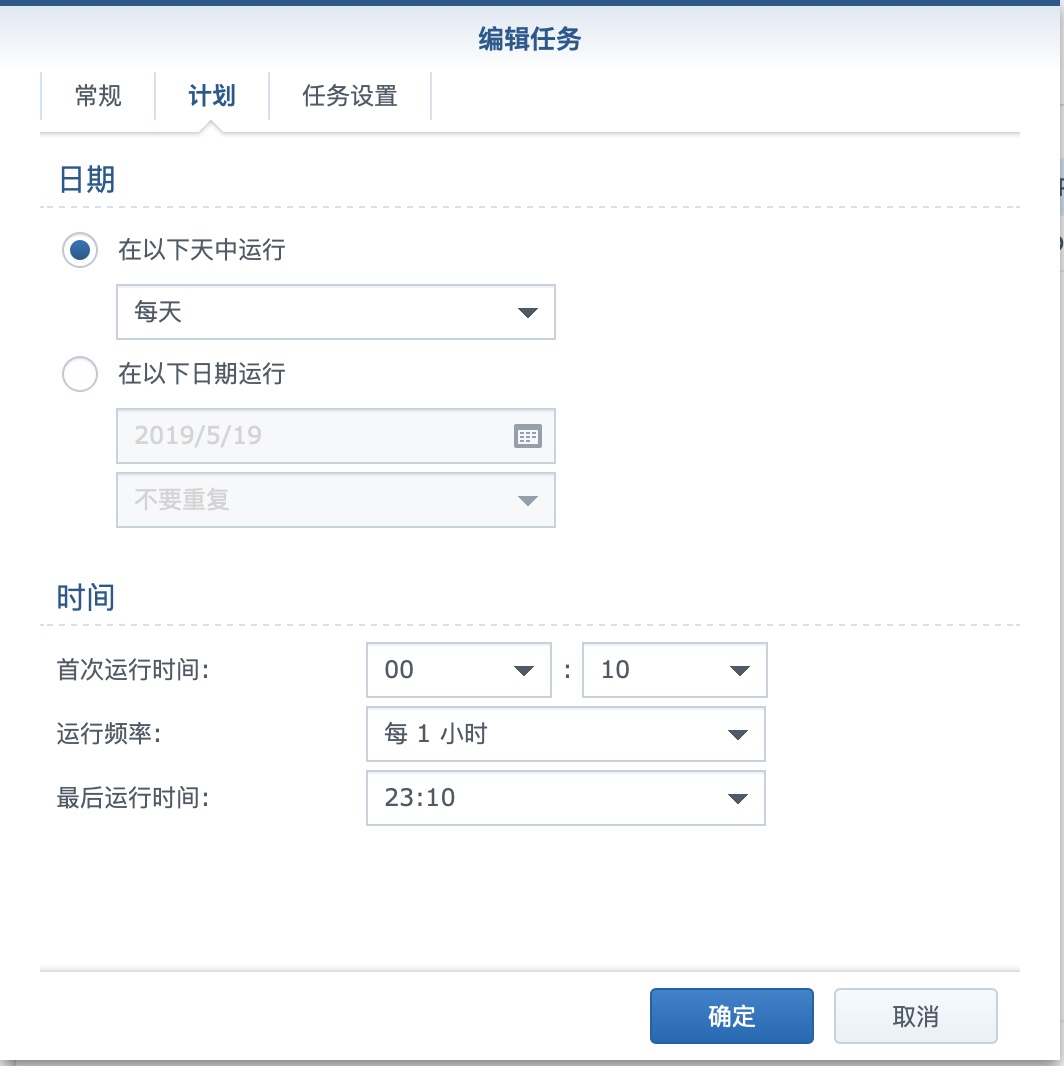 编辑任务
常规 计划 任务设置
日期
在以下天中运行
每天
在以下日期运行
2019/5/19
不要重复
时间
首次运行时间: 00 : 10
运行频率: 每 1 小时
最后运行时间: 23:10
确定 取消